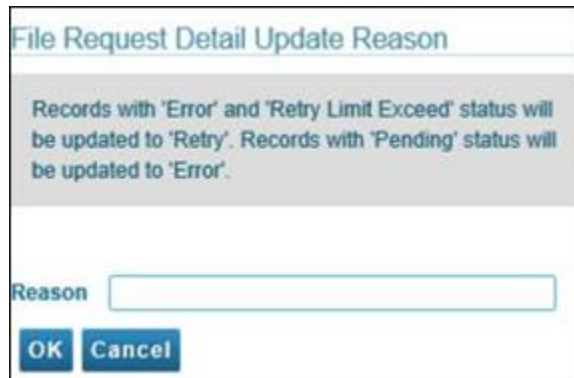 File Request Detail Update Reason
Records with 'Error' and 'Retry Limit Exceed' status will
be updated to 'Retry'. Records with 'Pending' status will
be updated to 'Error'.
Reason
OK Cancel